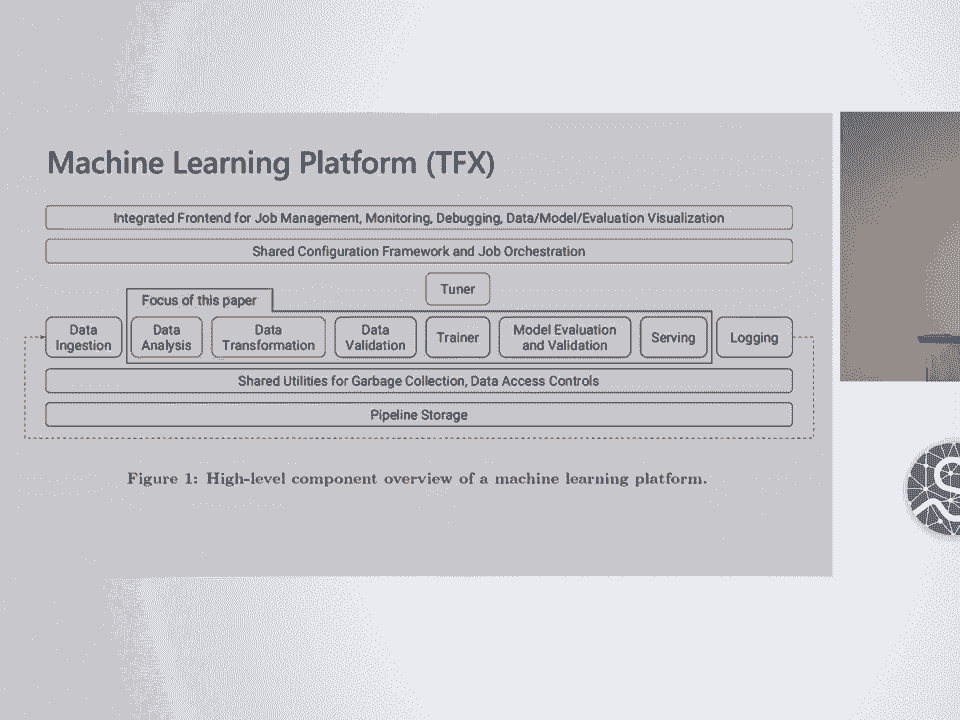 Machine Learning Platform (TFX)
Integrated Frontend for Job Management, Monitoring, Debugging, Data/Model/Evaluation Visualization
Shared Configuration Framework and Job Orchestration
Tuner
Focus of this paper
Data
Ingestion
Data
Analysis
Data
Transformation
Data
Validation
Trainer
Model Evaluation
and Validation
Serving
Logging
Shared Utilities for Garbage Collection, Data Access Controls
Pipeline Storage
Figure 1: High-level component overview of a machine learning platform.